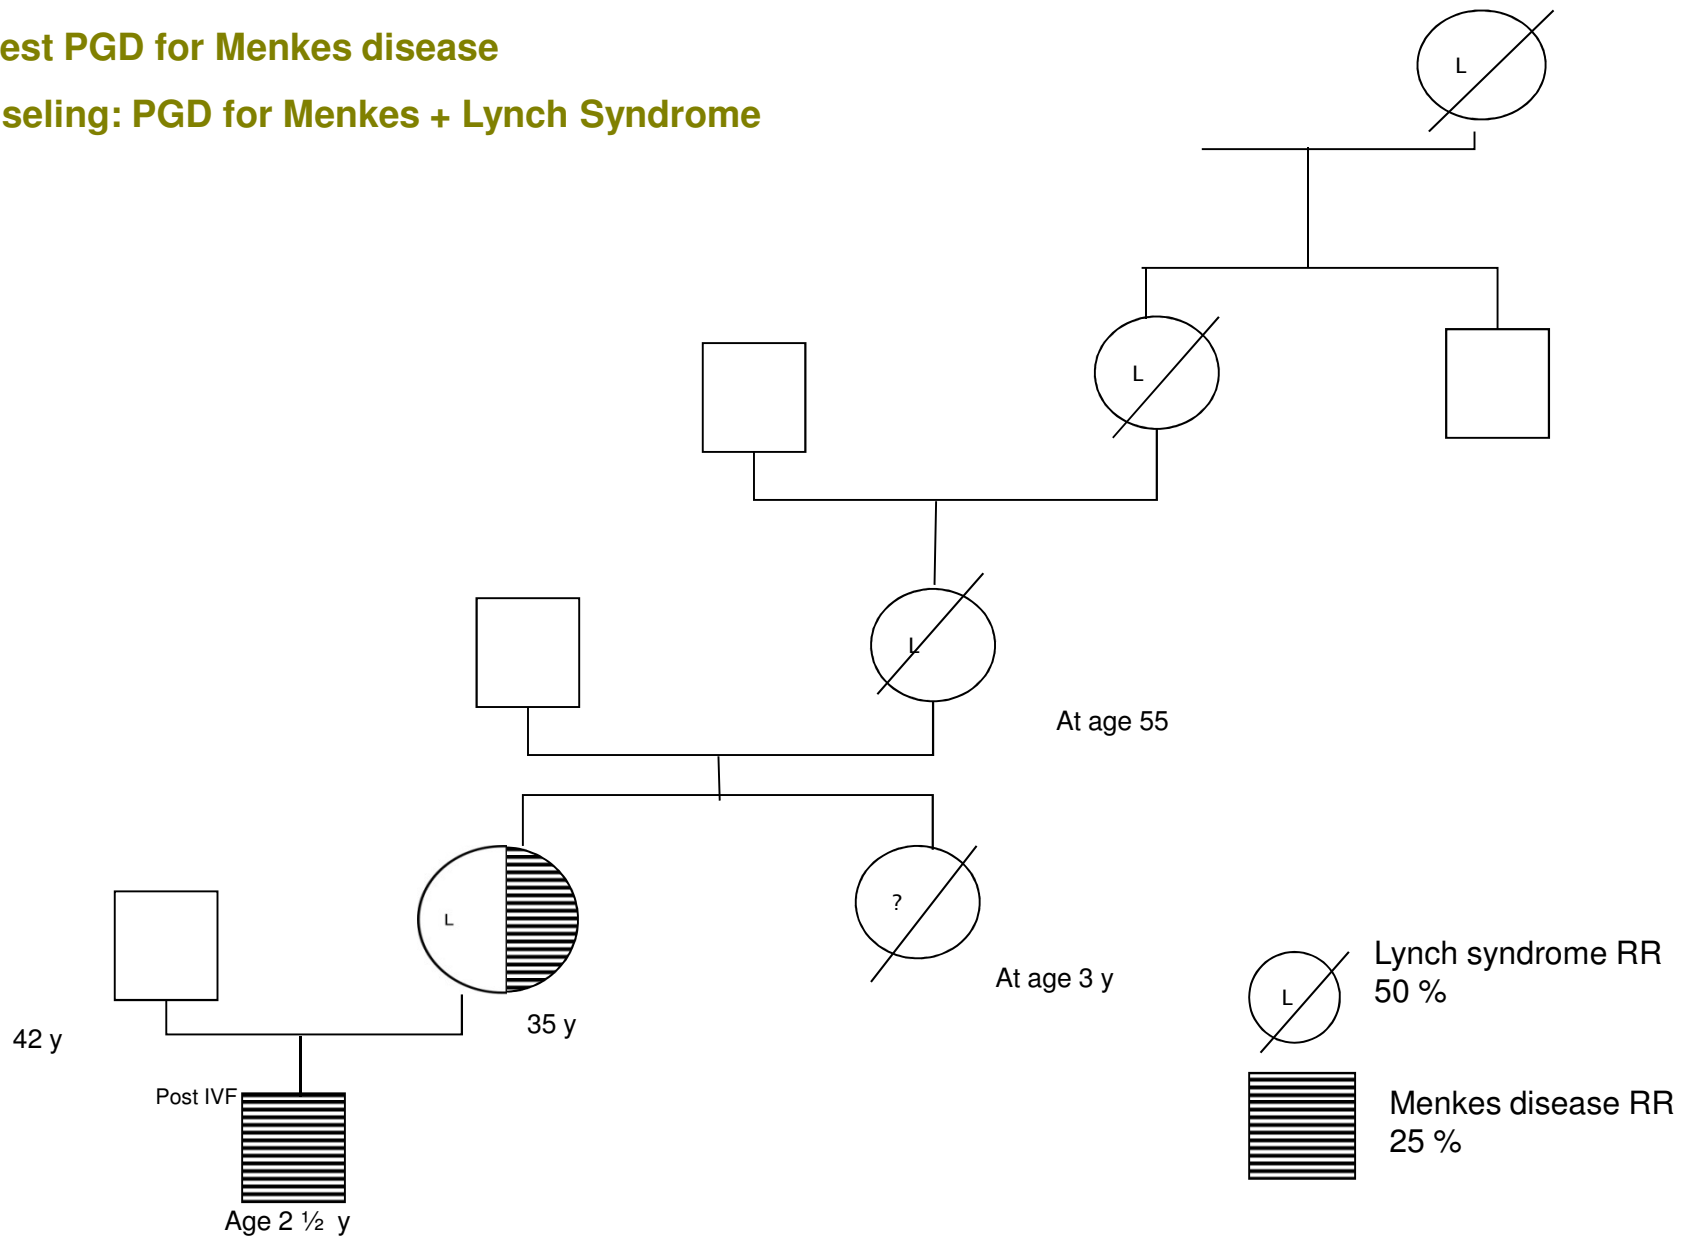 est PGD for Menkes disease
seling: PGD for Menkes + Lynch Syndrome
L
L
L
At age 55
L
?
At age 3 y
35 y
42 y
Post IVF
Age 2 ½ y
L
Lynch syndrome RR
50 %
Menkes disease RR
25 %